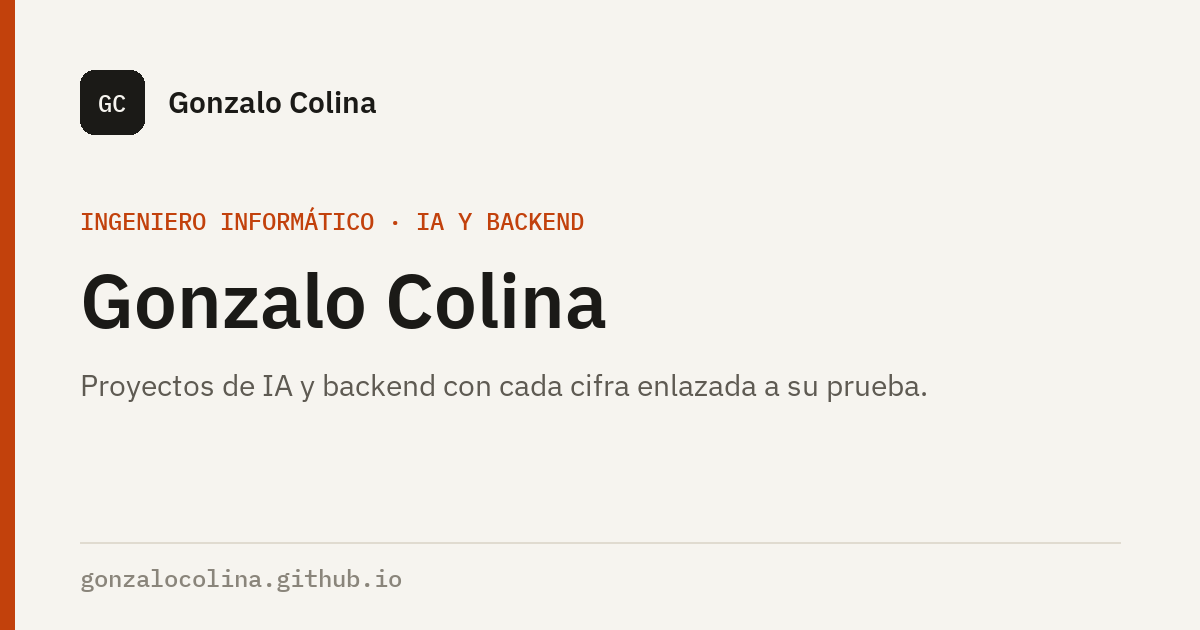 GC
Gonzalo Colina
INGENIERO INFORMÁTICO · IA Y BACKEND
Gonzalo Colina
Proyectos de IA y backend con cada cifra enlazada a su prueba.
gonzalocolina.github.io